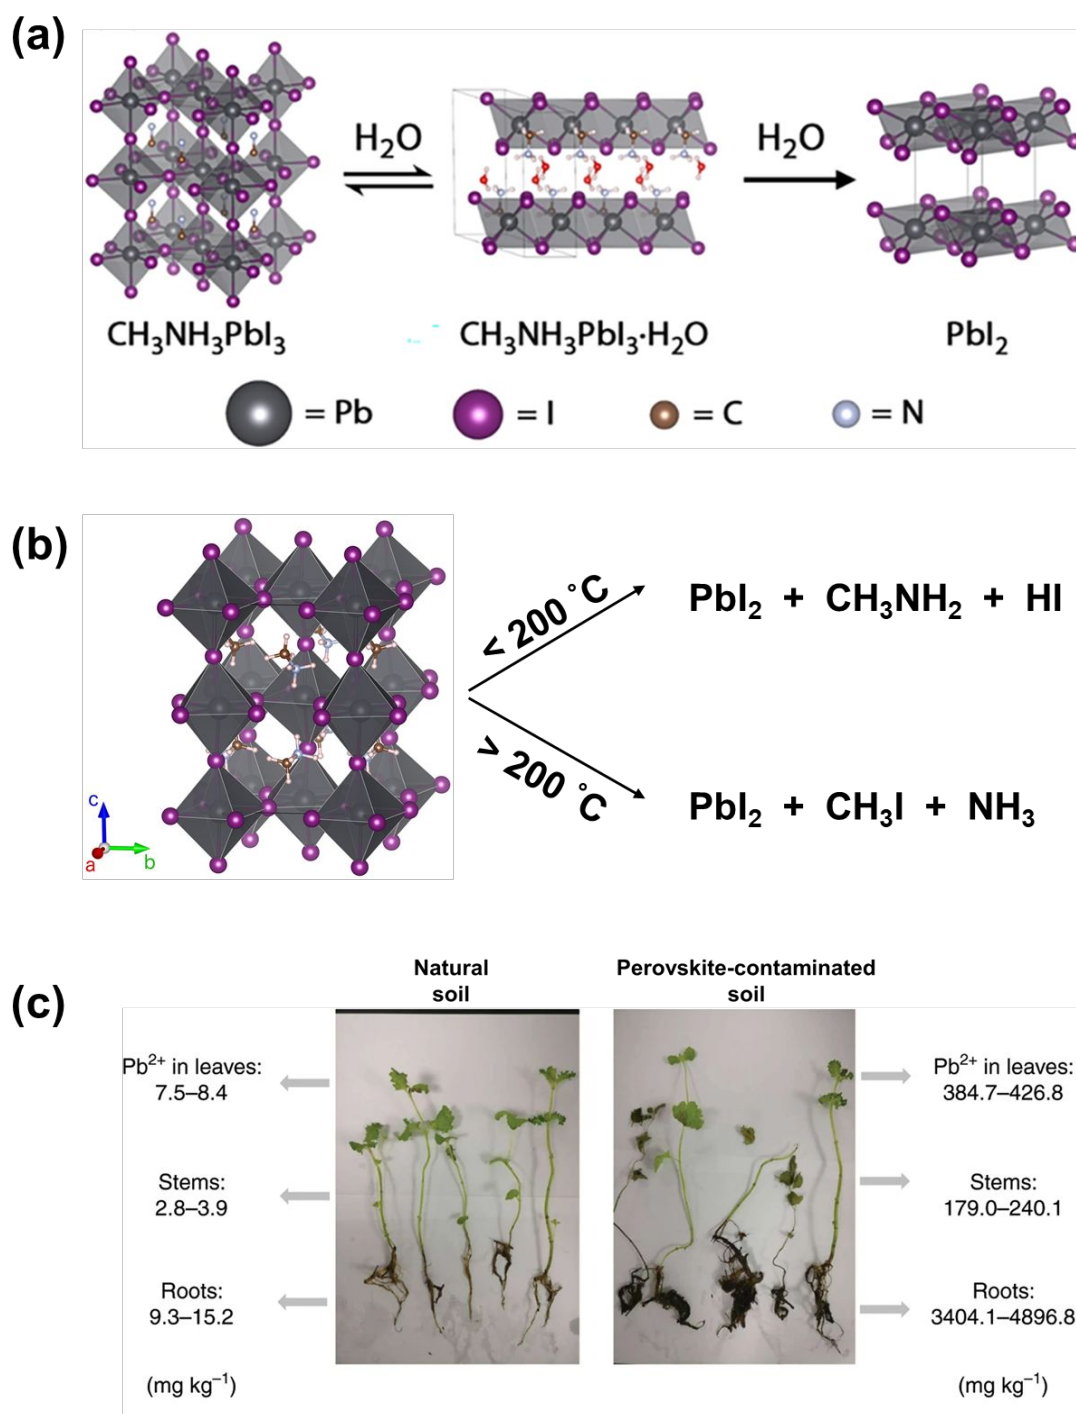 (a)
H₂O
H₂O
CH₃NH₃PbI₃
CH₃NH₃PbI₃·H₂O
PbI₂
= Pb
= I
= C
= N
(b)
c
a
b
< 200 °C
PbI₂ + CH₃NH₂ + HI
> 200 °C
PbI₂ + CH₃I + NH₃
(c)
Natural
soil
Perovskite-contaminated
soil
Pb²⁺ in leaves:
7.5–8.4
Stems:
2.8–3.9
Roots:
9.3–15.2
(mg kg⁻¹)
Pb²⁺ in leaves:
384.7–426.8
Stems:
179.0–240.1
Roots:
3404.1–4896.8
(mg kg⁻¹)